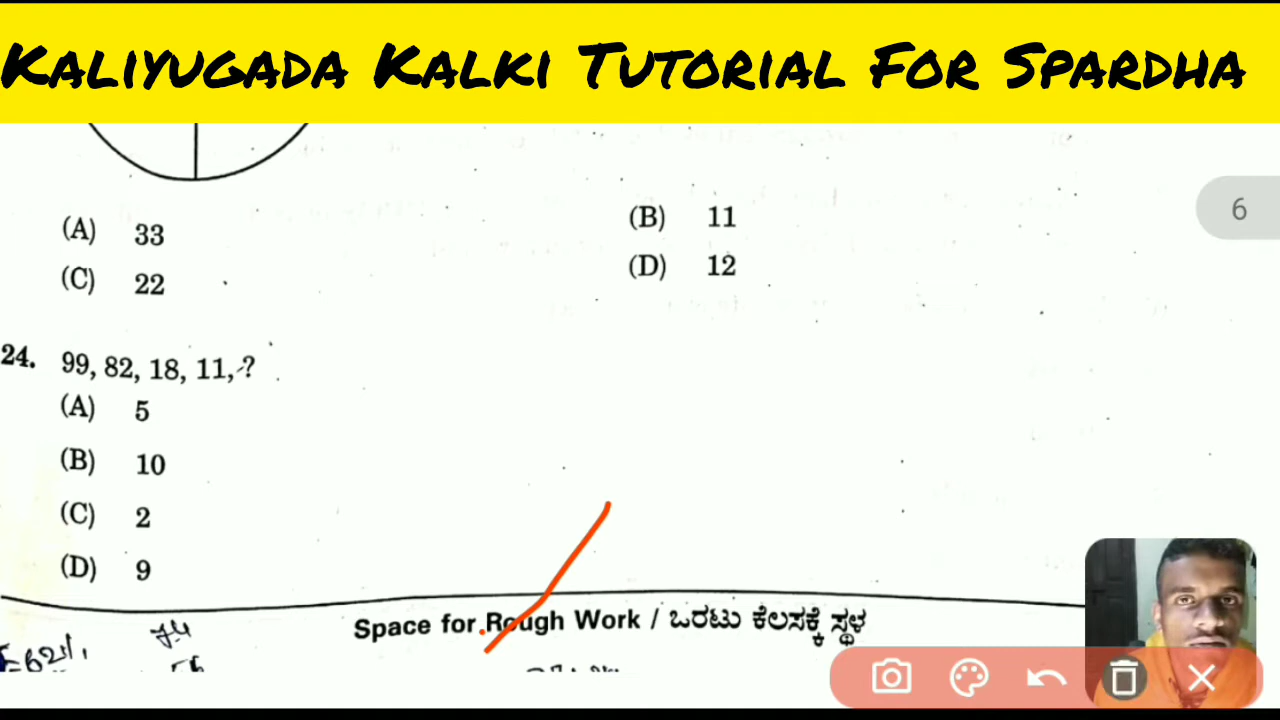 KALIYUGADA KALKI TUTORIAL FOR SPARDHA
6
(A) 33
(B) 11
(C) 22
(D) 12
24. 99, 82, 18, 11, ?
(A) 5
(B) 10
(C) 2
(D) 9
Space for Rough Work / ಒರಟು ಕೆಲಸಕ್ಕೆ ಸ್ಥಳ